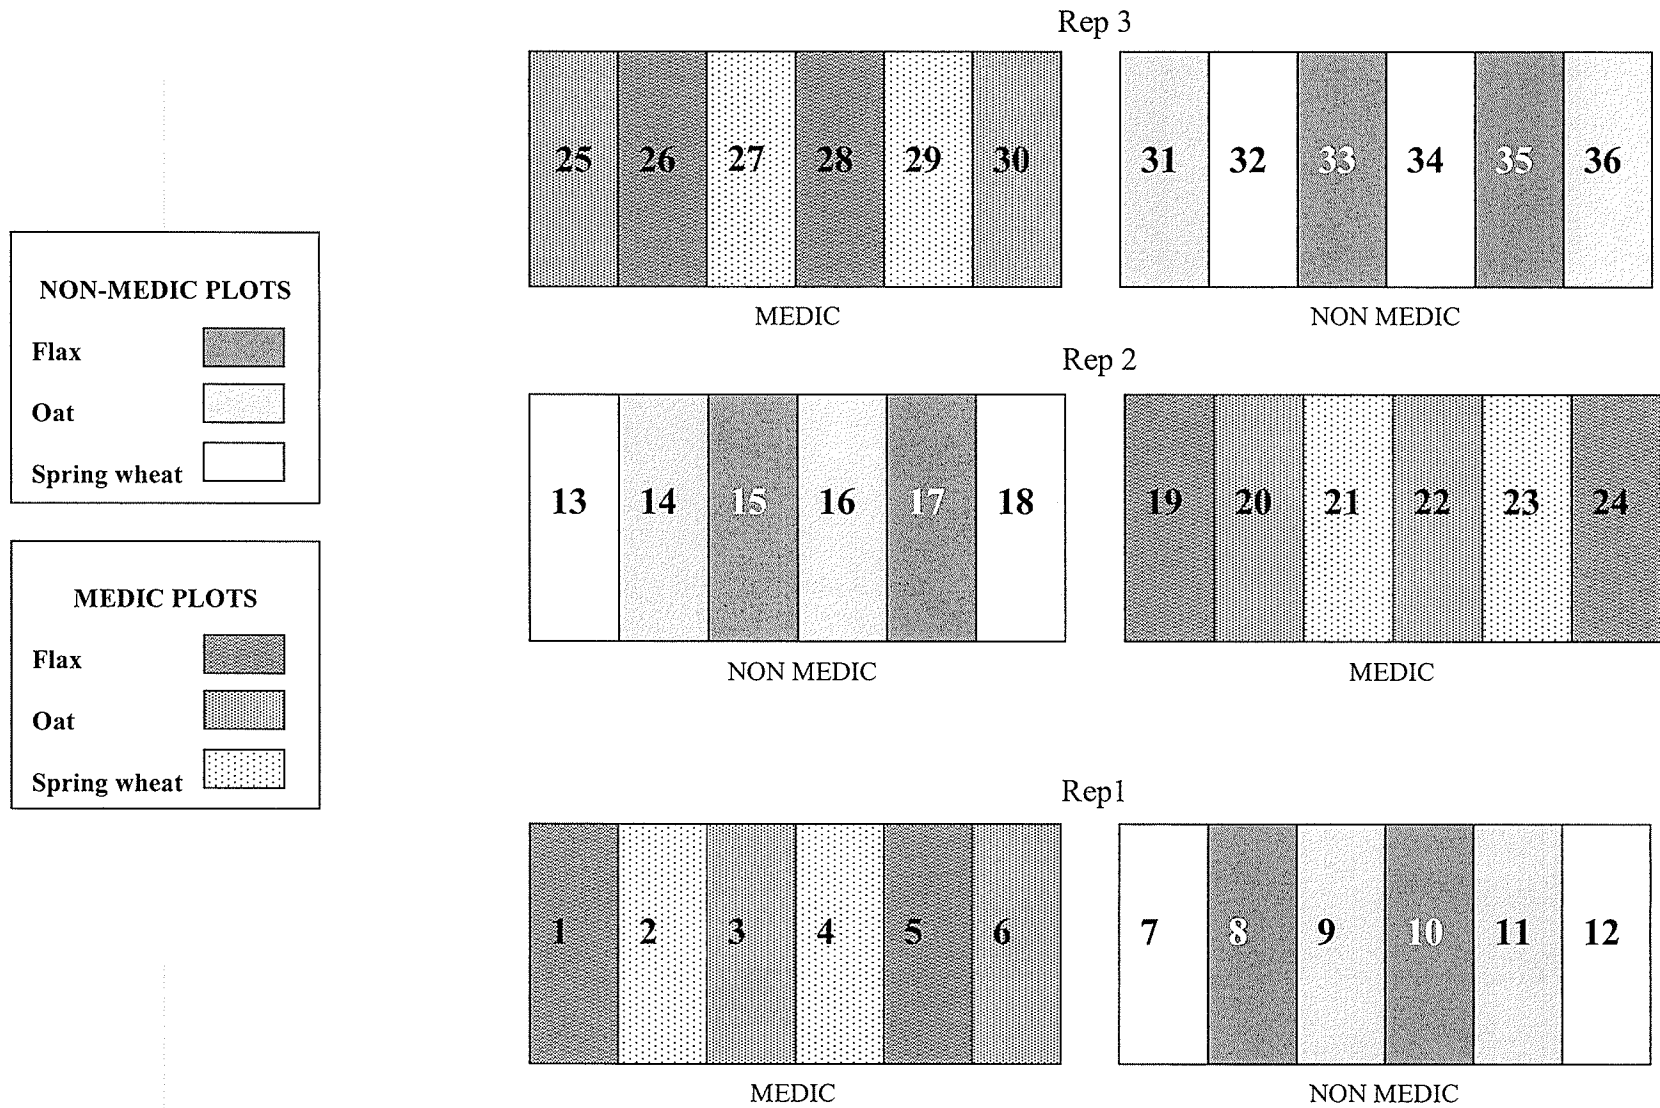 Rep 3
25 26 27 28 29 30 31 32 33 34 35 36
MEDIC NON MEDIC
NON-MEDIC PLOTS
Flax
Oat
Spring wheat
MEDIC PLOTS
Flax
Oat
Spring wheat
Rep 2
13 14 15 16 17 18 19 20 21 22 23 24
NON MEDIC MEDIC
Rep1
1 2 3 4 5 6 7 8 9 10 11 12
MEDIC NON MEDIC